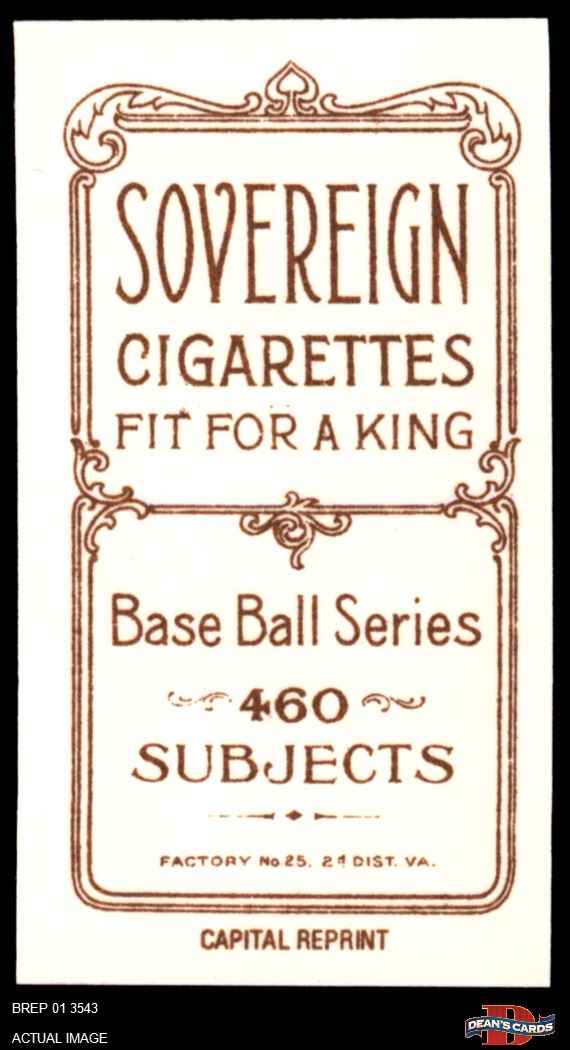 SOVEREIGN
CIGARETTES
FIT FOR A KING
Base Ball Series
460
SUBJECTS
FACTORY No. 25. 2d DIST. VA.
CAPITAL REPRINT
BREP 01 3543
ACTUAL IMAGE
D
DEAN'S CARDS